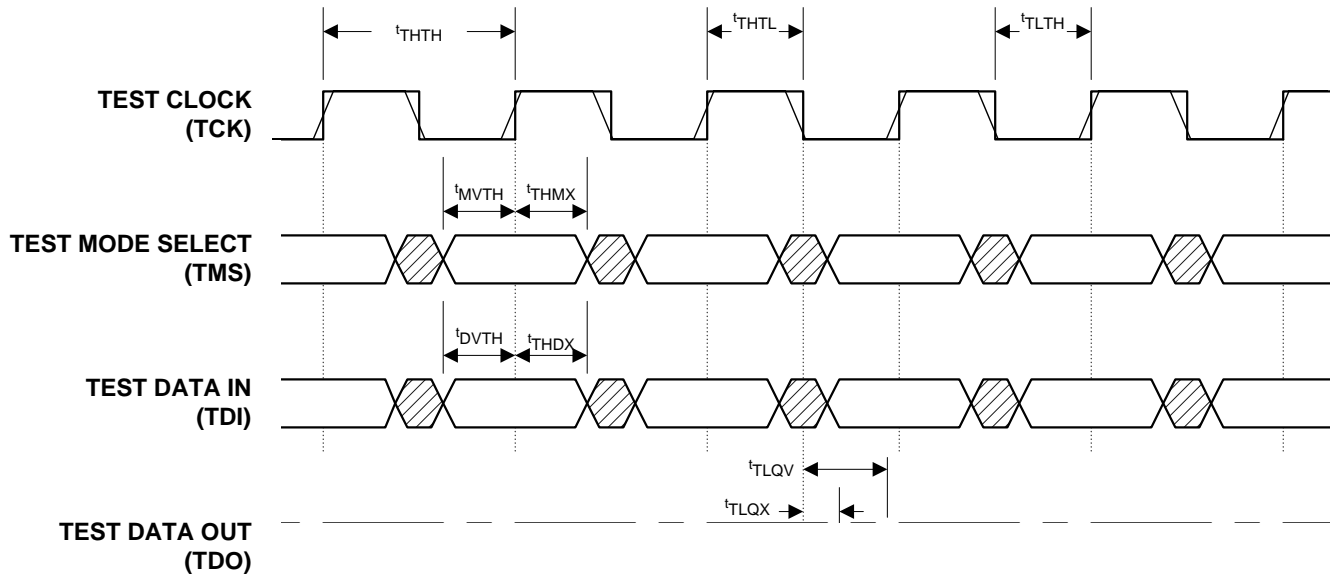 tTHTH
tTHTL
tTLTH
TEST CLOCK
(TCK)
tMVTH
tTHMX
TEST MODE SELECT
(TMS)
tDVTH
tTHDX
TEST DATA IN
(TDI)
tTLQV
tTLQX
TEST DATA OUT
(TDO)